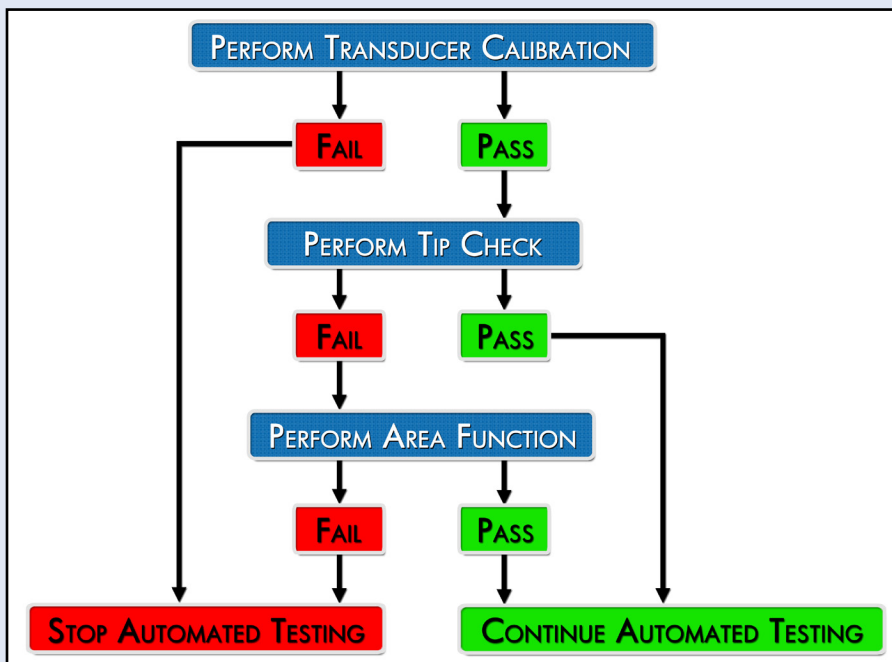 PERFORM TRANSDUCER CALIBRATION
FAIL
PASS
PERFORM TIP CHECK
FAIL
PASS
PERFORM AREA FUNCTION
FAIL
PASS
STOP AUTOMATED TESTING
CONTINUE AUTOMATED TESTING